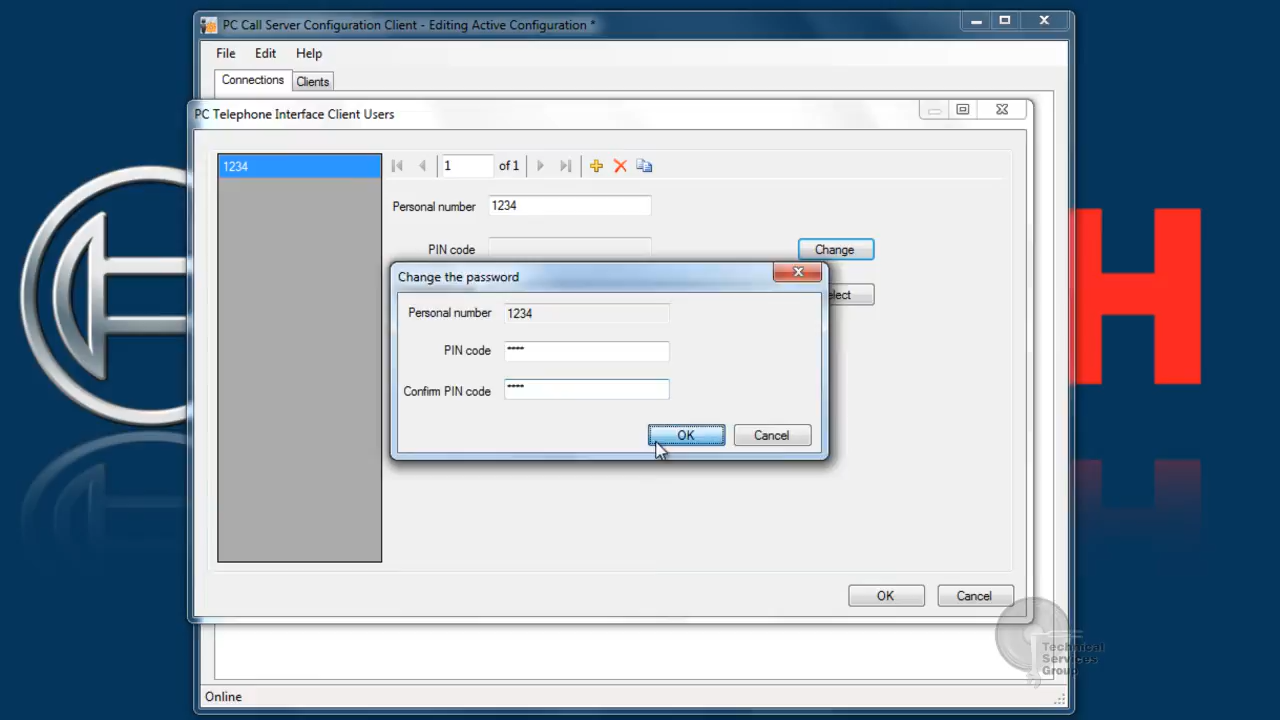 PC Call Server Configuration Client - Editing Active Configuration *
File Edit Help
Connections Clients
PC Telephone Interface Client Users
1234
1 of 1
Personal number 1234
PIN code
Change
elect
Change the password
Personal number 1234
PIN code ****
Confirm PIN code ****
OK Cancel
OK Cancel
Technical
Services
Group
Online
H